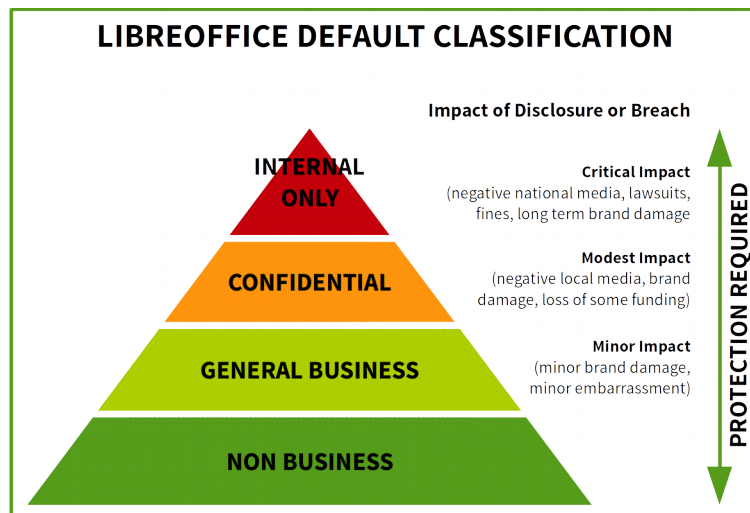 LIBREOFFICE DEFAULT CLASSIFICATION
Impact of Disclosure or Breach
INTERNAL
ONLY
Critical Impact
(negative national media, lawsuits,
fines, long term brand damage
CONFIDENTIAL
Modest Impact
(negative local media, brand
damage, loss of some funding)
GENERAL BUSINESS
Minor Impact
(minor brand damage,
minor embarrassment)
NON BUSINESS
PROTECTION REQUIRED